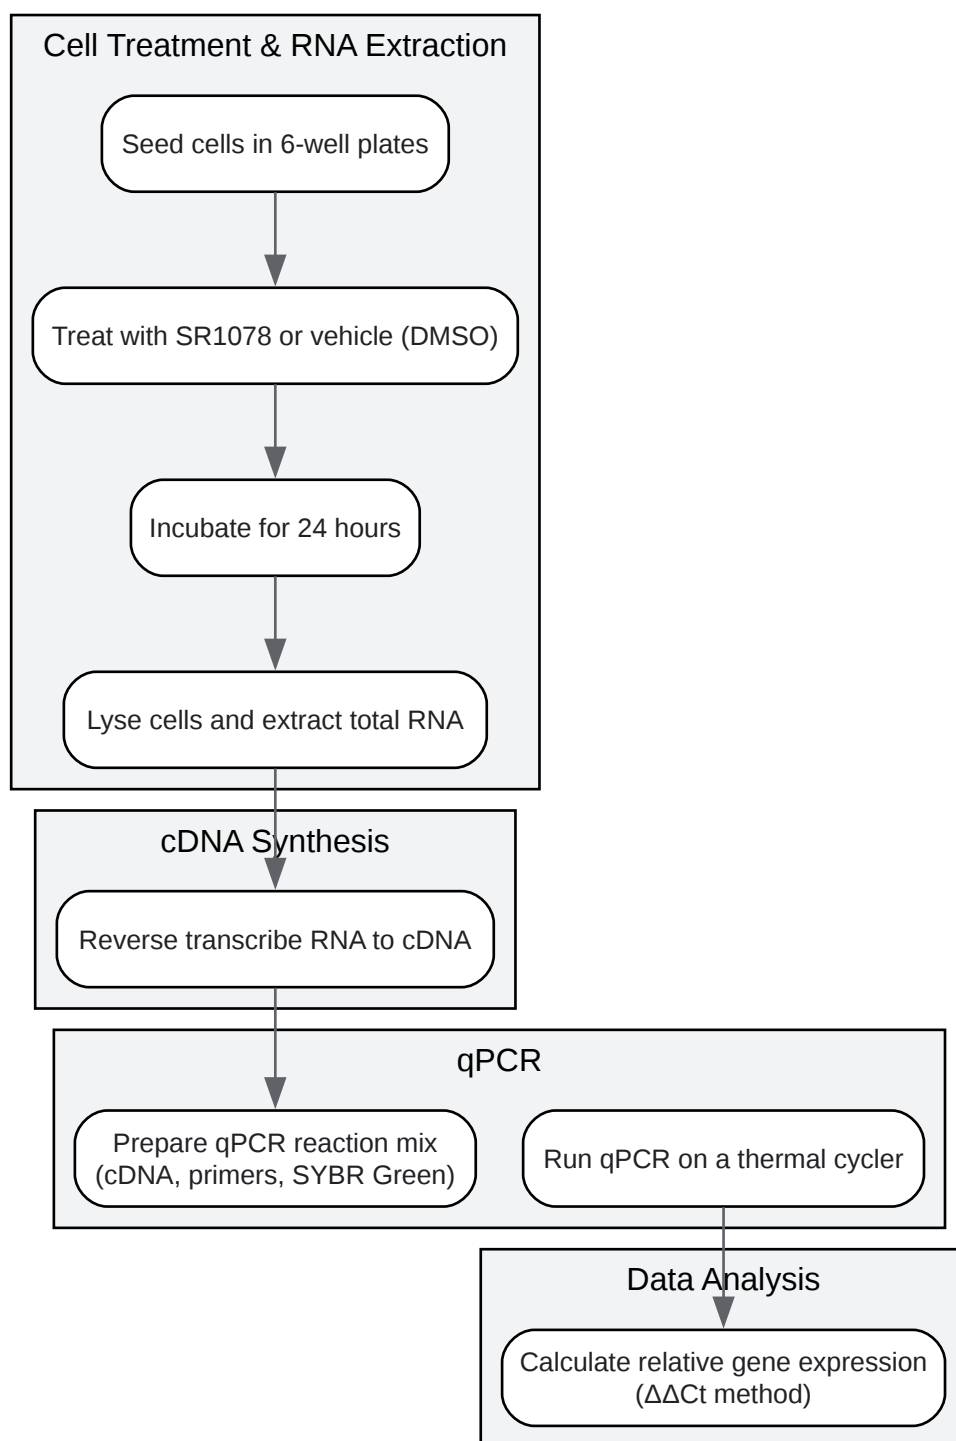 Cell Treatment & RNA Extraction
Seed cells in 6-well plates
Treat with SR1078 or vehicle (DMSO)
Incubate for 24 hours
Lyse cells and extract total RNA
cDNA Synthesis
Reverse transcribe RNA to cDNA
qPCR
Prepare qPCR reaction mix
(cDNA, primers, SYBR Green)
Run qPCR on a thermal cycler
Data Analysis
Calculate relative gene expression
(ΔΔCt method)